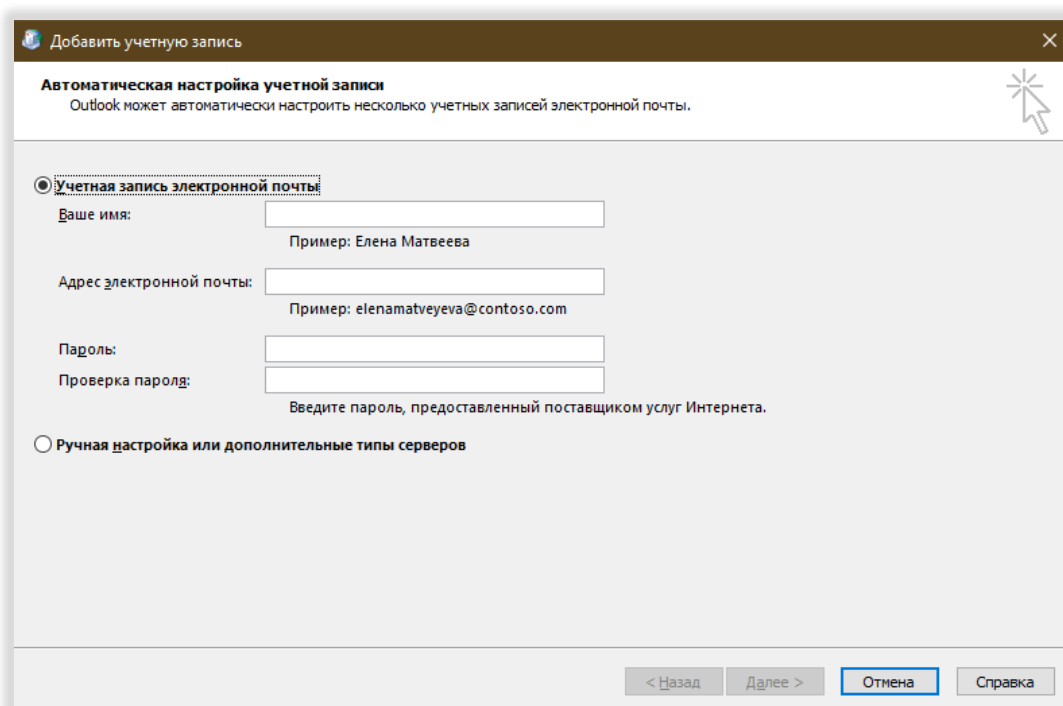 Добавить учетную запись
Автоматическая настройка учетной записи
Outlook может автоматически настроить несколько учетных записей электронной почты.
Учетная запись электронной почты
Ваше имя:
Пример: Елена Матвеева
Адрес электронной почты:
Пример: elenamatveyeva@contoso.com
Пароль:
Проверка пароля:
Введите пароль, предоставленный поставщиком услуг Интернета.
Ручная настройка или дополнительные типы серверов
< Назад Далее > Отмена Справка